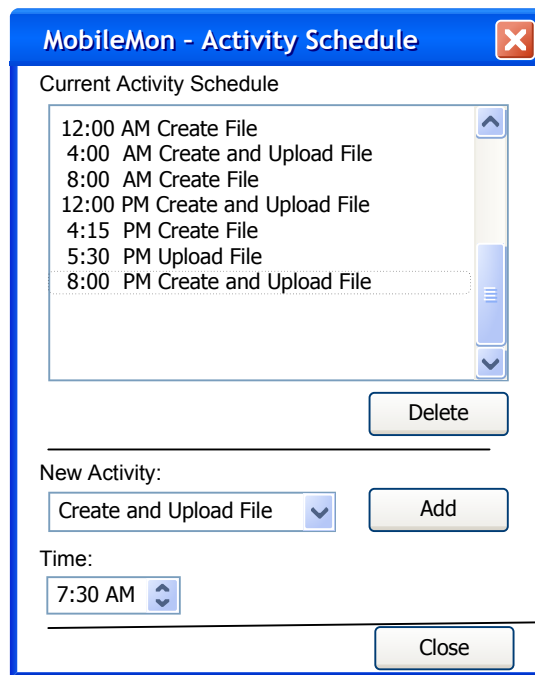 MobileMon – Activity Schedule
Current Activity Schedule
12:00 AM Create File
4:00 AM Create and Upload File
8:00 AM Create File
12:00 PM Create and Upload File
4:15 PM Create File
5:30 PM Upload File
8:00 PM Create and Upload File
Delete
New Activity:
Create and Upload File
Add
Time:
7:30 AM
Close